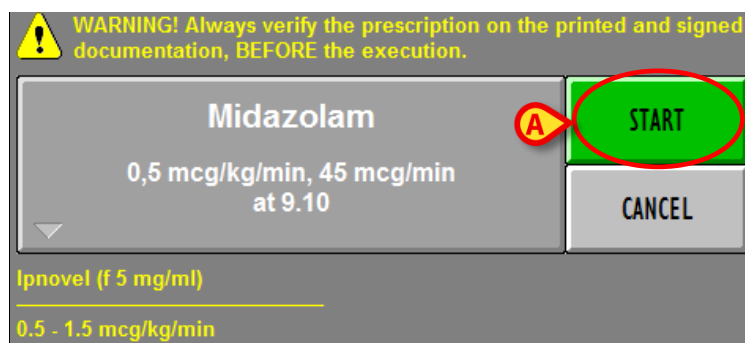 WARNING! Always verify the prescription on the printed and signed
documentation, BEFORE the execution.
Midazolam
0,5 mcg/kg/min, 45 mcg/min
at 9.10
A
START
CANCEL
Ipnovel (f 5 mg/ml)
0.5 - 1.5 mcg/kg/min